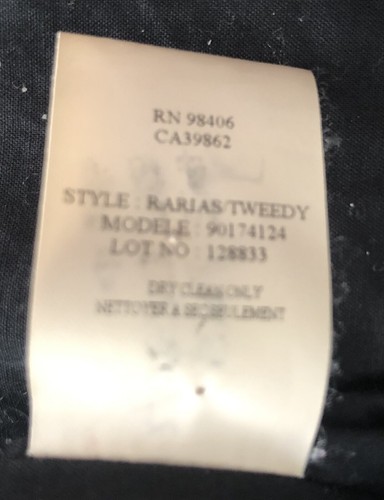 RN 98406
CA39862
STYLE : RARIAS/TWEEDY
MODELE : 90174124
LOT NO : 128833
DRY CLEAN ONLY
NETTOYER A SEC SEULEMENT